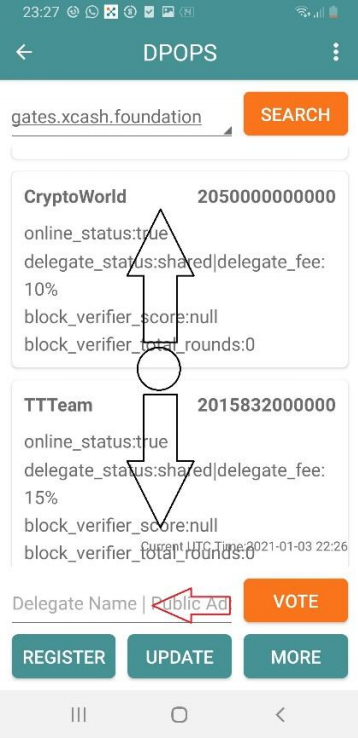 23:27
DPOPS
gates.xcash.foundation
SEARCH
CryptoWorld 2050000000000
online_status:true
delegate_status:shared|delegate_fee:
10%
block_verifier_score:null
block_verifier_total_rounds:0
TTTeam 2015832000000
online_status:true
delegate_status:shared|delegate_fee:
15%
block_verifier_score:null
Current UTC Time:2021-01-03 22:26
block_verifier_total_rounds:0
Delegate Name | Public Ad
VOTE
REGISTER UPDATE MORE